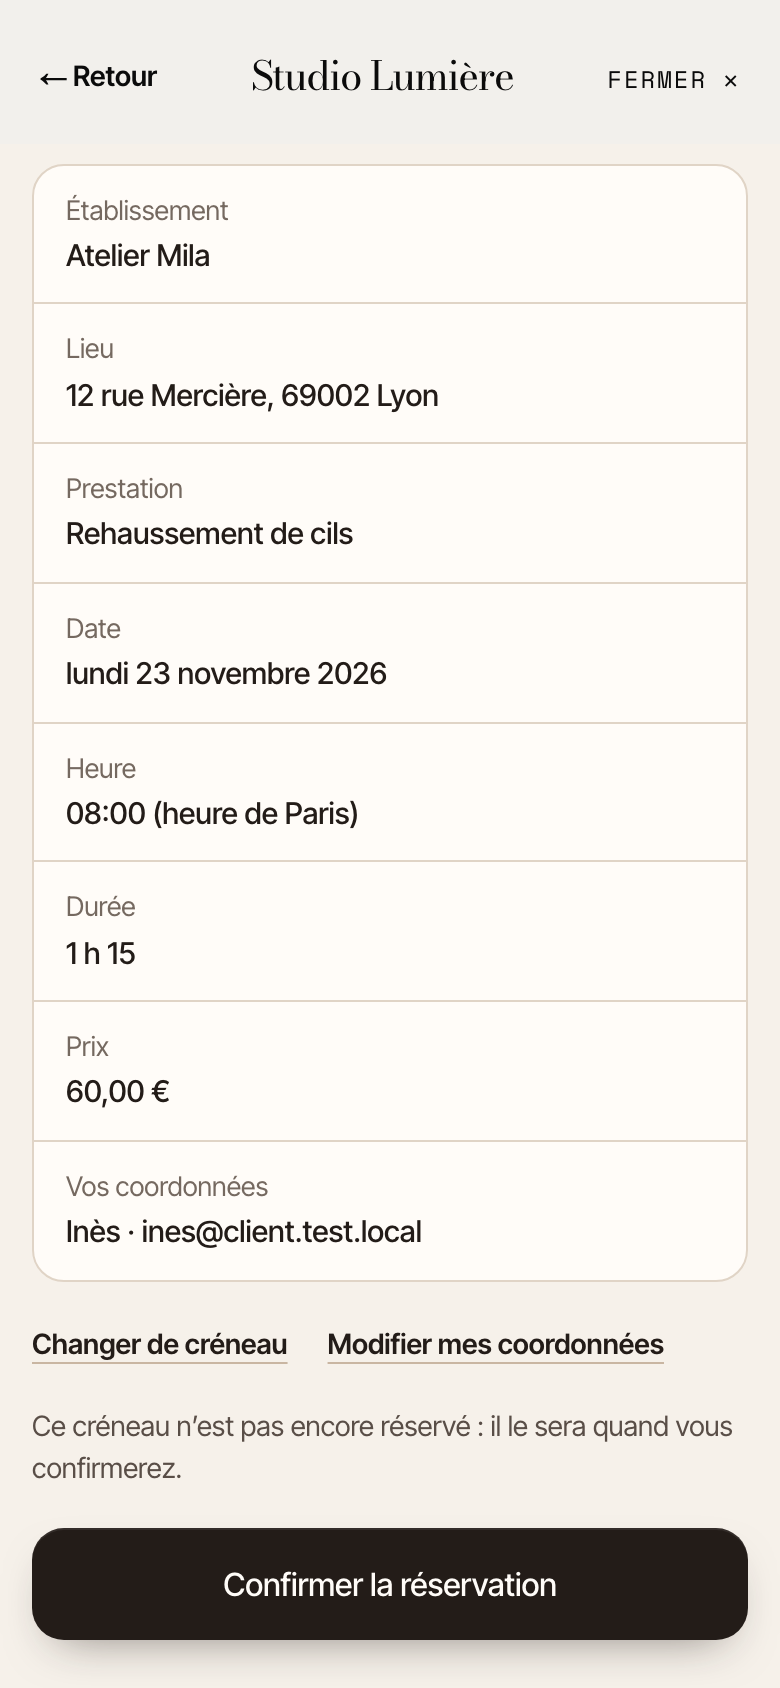 ← Retour
Studio Lumière
FERMER ×
Établissement
Atelier Mila
Lieu
12 rue Mercière, 69002 Lyon
Prestation
Rehaussement de cils
Date
lundi 23 novembre 2026
Heure
08:00 (heure de Paris)
Durée
1 h 15
Prix
60,00 €
Vos coordonnées
Inès · ines@client.test.local
Changer de créneau
Modifier mes coordonnées
Ce créneau n’est pas encore réservé : il le sera quand vous
confirmerez.
Confirmer la réservation